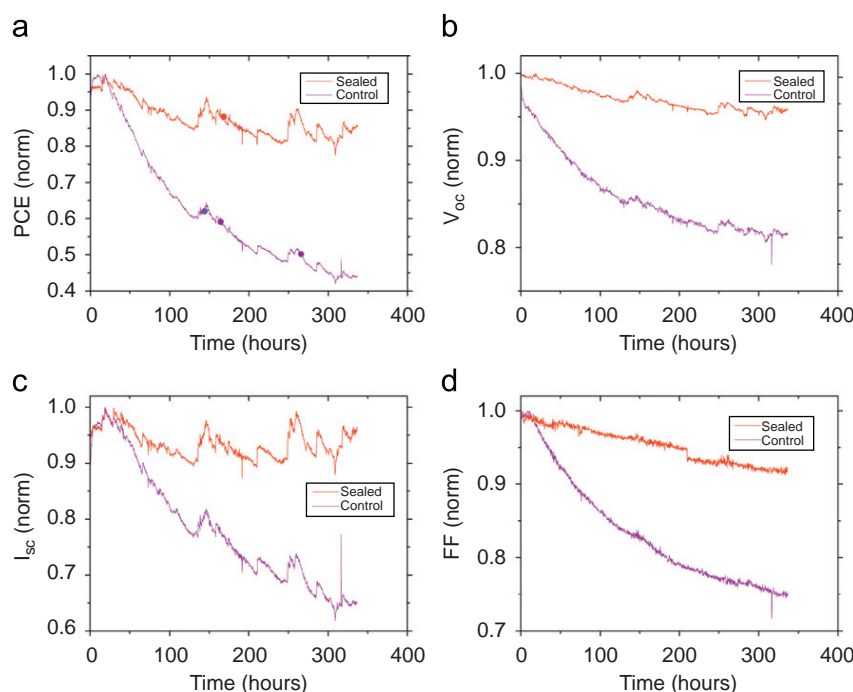 a
1.0
0.9
0.8
0.7
0.6
0.5
0.4
PCE (norm)
Sealed
Control
0 100 200 300 400
Time (hours)
b
1.0
0.9
0.8
Voc (norm)
Sealed
Control
0 100 200 300 400
Time (hours)
c
1.0
0.9
0.8
0.7
0.6
Isc (norm)
Sealed
Control
0 100 200 300 400
Time (hours)
d
1.0
0.9
0.8
0.7
FF (norm)
Sealed
Control
0 100 200 300 400
Time (hours)